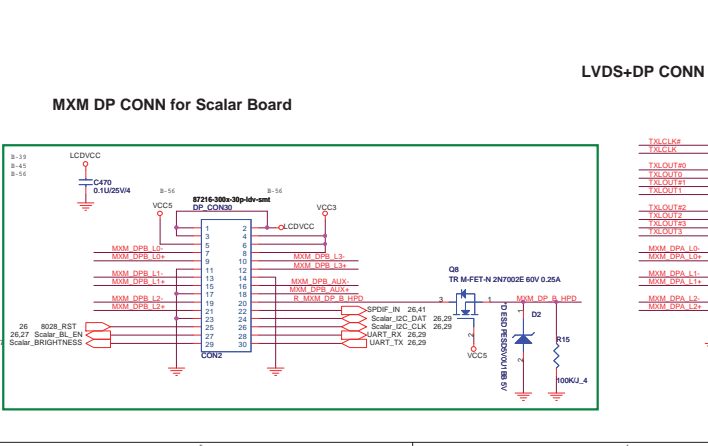 LVDS+DP CONN
MXM DP CONN for Scalar Board
B-39
B-45
B-56
LCDVCC
C470
0.1U/25V/4
B-56
B-56
87216-300x-30p-ldv-smt
DP_CON30
VCC5
VCC3
LCDVCC
1 2
3 4
5 6
7 8
9 10
11 12
13 14
15 16
17 18
19 20
21 22
23 24
25 26
27 28
29 30
CON2
MXM_DPB_L0-
MXM_DPB_L0+
MXM_DPB_L1-
MXM_DPB_L1+
MXM_DPB_L2-
MXM_DPB_L2+
26 8028_RST
26,27 Scalar_BL_EN
Scalar_BRIGHTNESS
MXM_DPB_L3-
MXM_DPB_L3+
MXM_DPB_AUX-
MXM_DPB_AUX+
R_MXM_DP_B_HPD
SPDIF_IN 26,41
Scalar_I2C_DAT 26,29
Scalar_I2C_CLK 26,29
UART_RX 26,29
UART_TX 26,29
Q8
TR M-FET-N 2N7002E 60V 0.25A
3
1
2
VCC5
MXM_DP_B_HPD
1
D2
2
R15
100K/J_4
TXLCLK#
TXLCLK
TXLOUT#0
TXLOUT0
TXLOUT#1
TXLOUT1
TXLOUT#2
TXLOUT2
TXLOUT#3
TXLOUT3
MXM_DPA_L0-
MXM_DPA_L0+
MXM_DPA_L1-
MXM_DPA_L1+
MXM_DPA_L2-
MXM_DPA_L2+